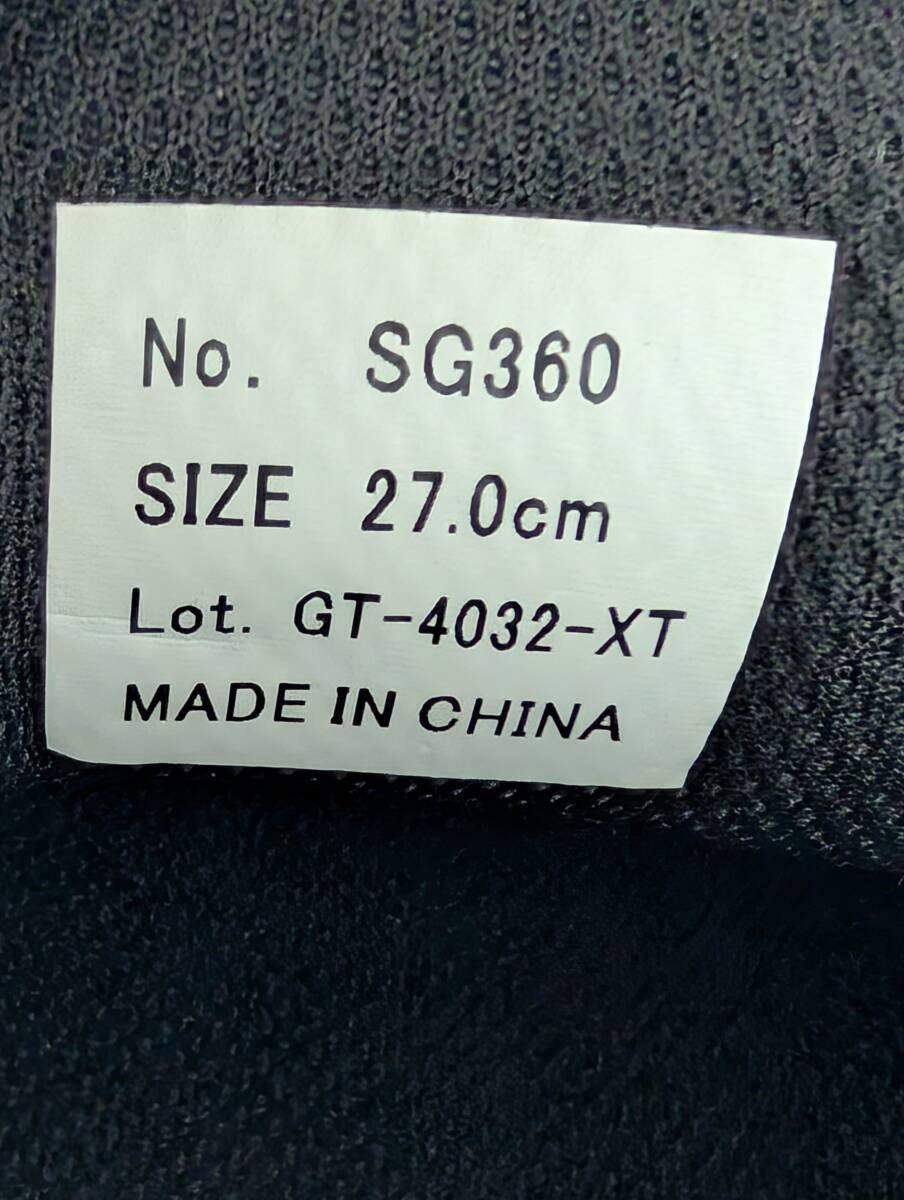 No. SG360
SIZE 27.0cm
Lot. GT-4032-XT
MADE IN CHINA